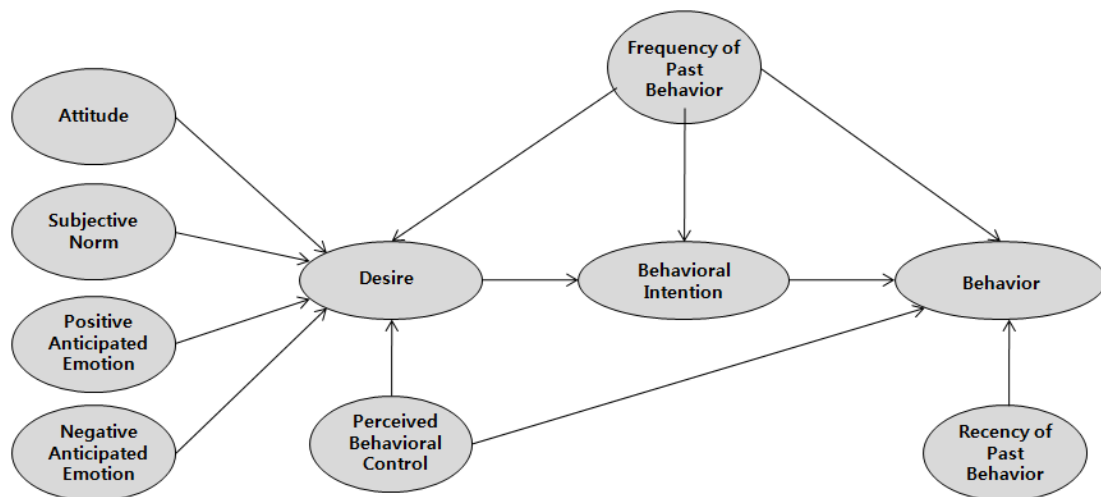 Frequency of
Past
Behavior
Attitude
Subjective
Norm
Desire
Behavioral
Intention
Behavior
Positive
Anticipated
Emotion
Negative
Anticipated
Emotion
Perceived
Behavioral
Control
Recency of
Past
Behavior